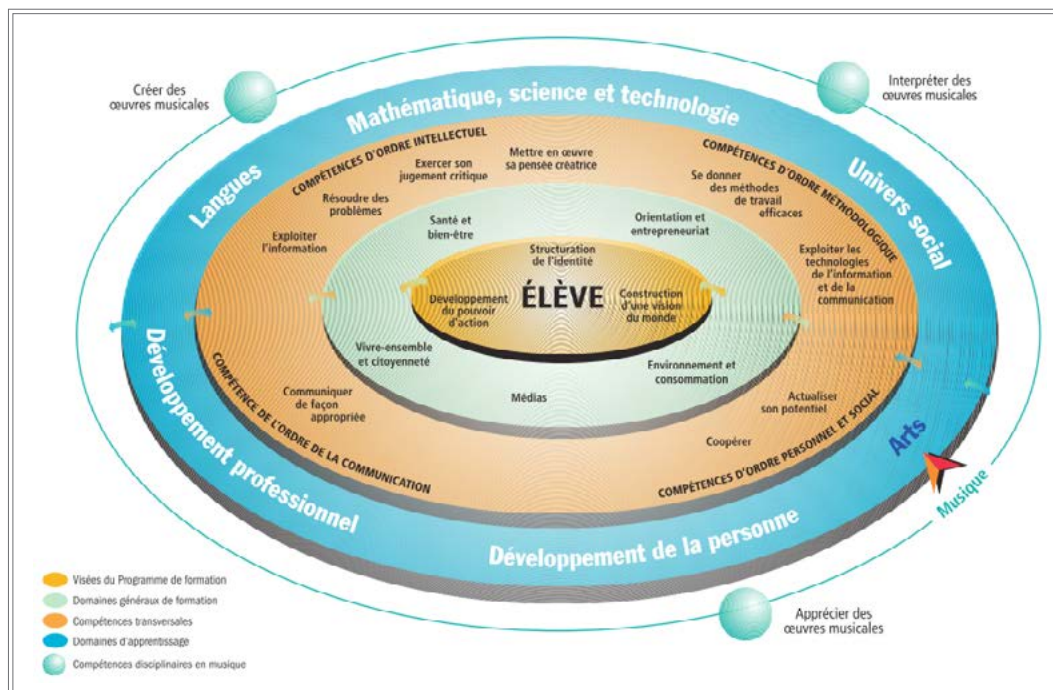 Créer des
œuvres musicales
Interpréter des
œuvres musicales
Mathématique, science et technologie
Langues
Univers social
COMPÉTENCES D'ORDRE INTELLECTUEL
COMPÉTENCES D'ORDRE MÉTHODOLOGIQUE
Mettre en œuvre
sa pensée créatrice
Exercer son
jugement critique
Résoudre des
problèmes
Exploiter
l'information
Se donner
des méthodes
de travail
efficaces
Exploiter les
technologies
de l'information
et de la
communication
Santé et
bien-être
Orientation et
entrepreneuriat
Structuration
de l'identité
ÉLÈVE
Développement
du pouvoir
d'action
Construction
d'une vision
du monde
Vivre-ensemble
et citoyenneté
Environnement et
consommation
Médias
Communiquer
de façon
appropriée
Actualiser
son potentiel
Coopérer
COMPÉTENCE DE L'ORDRE DE LA COMMUNICATION
COMPÉTENCES D'ORDRE PERSONNEL ET SOCIAL
Développement professionnel
Développement de la personne
Arts
Musique
Apprécier des
œuvres musicales
Visées du Programme de formation
Domaines généraux de formation
Compétences transversales
Domaines d'apprentissage
Compétences disciplinaires en musique